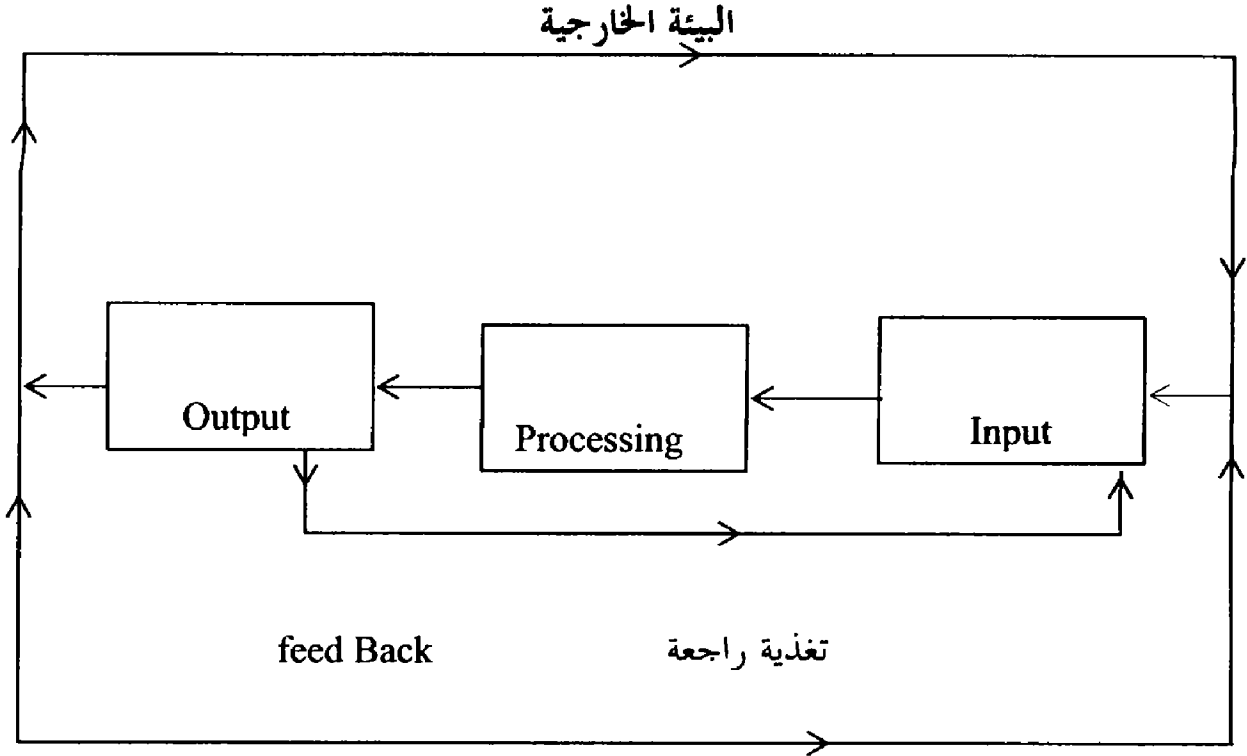 البيئة الخارجية
Output
Processing
Input
feed Back
تغذية راجعة